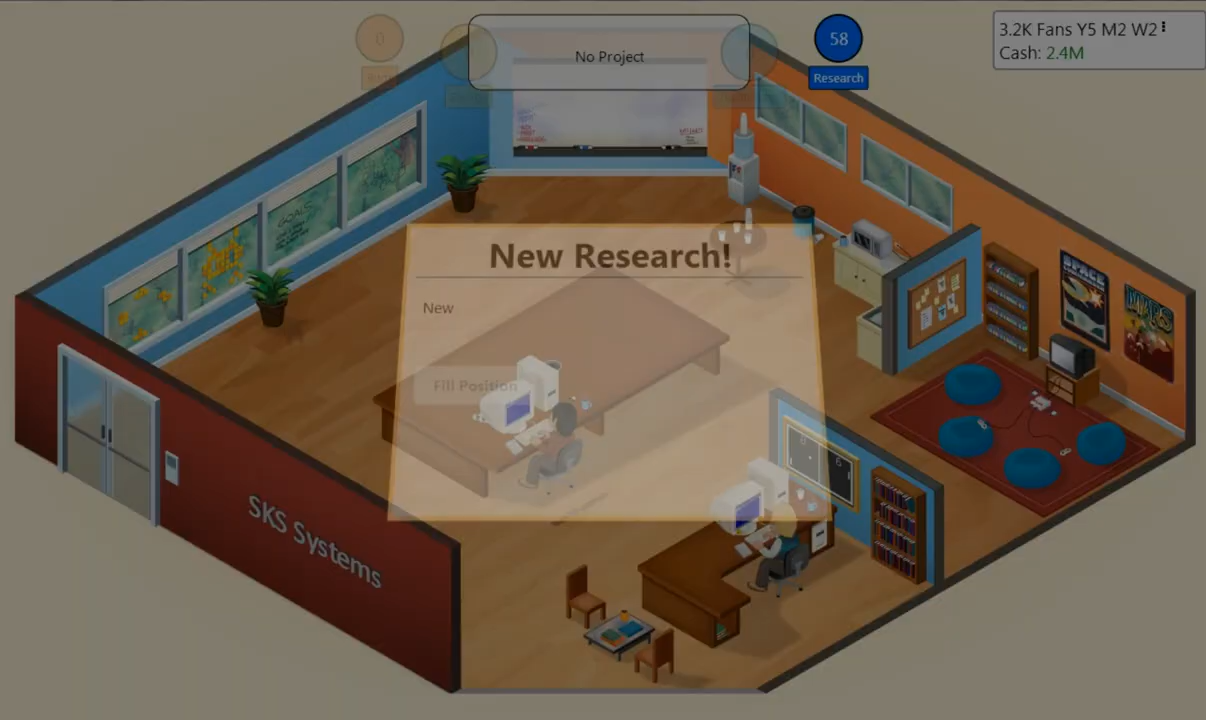 0
No Project
58
Research
3.2K Fans Y5 M2 W2
Cash: 2.4M
GOALS
SPACE
New Research!
New
Fill Position
SKS Systems